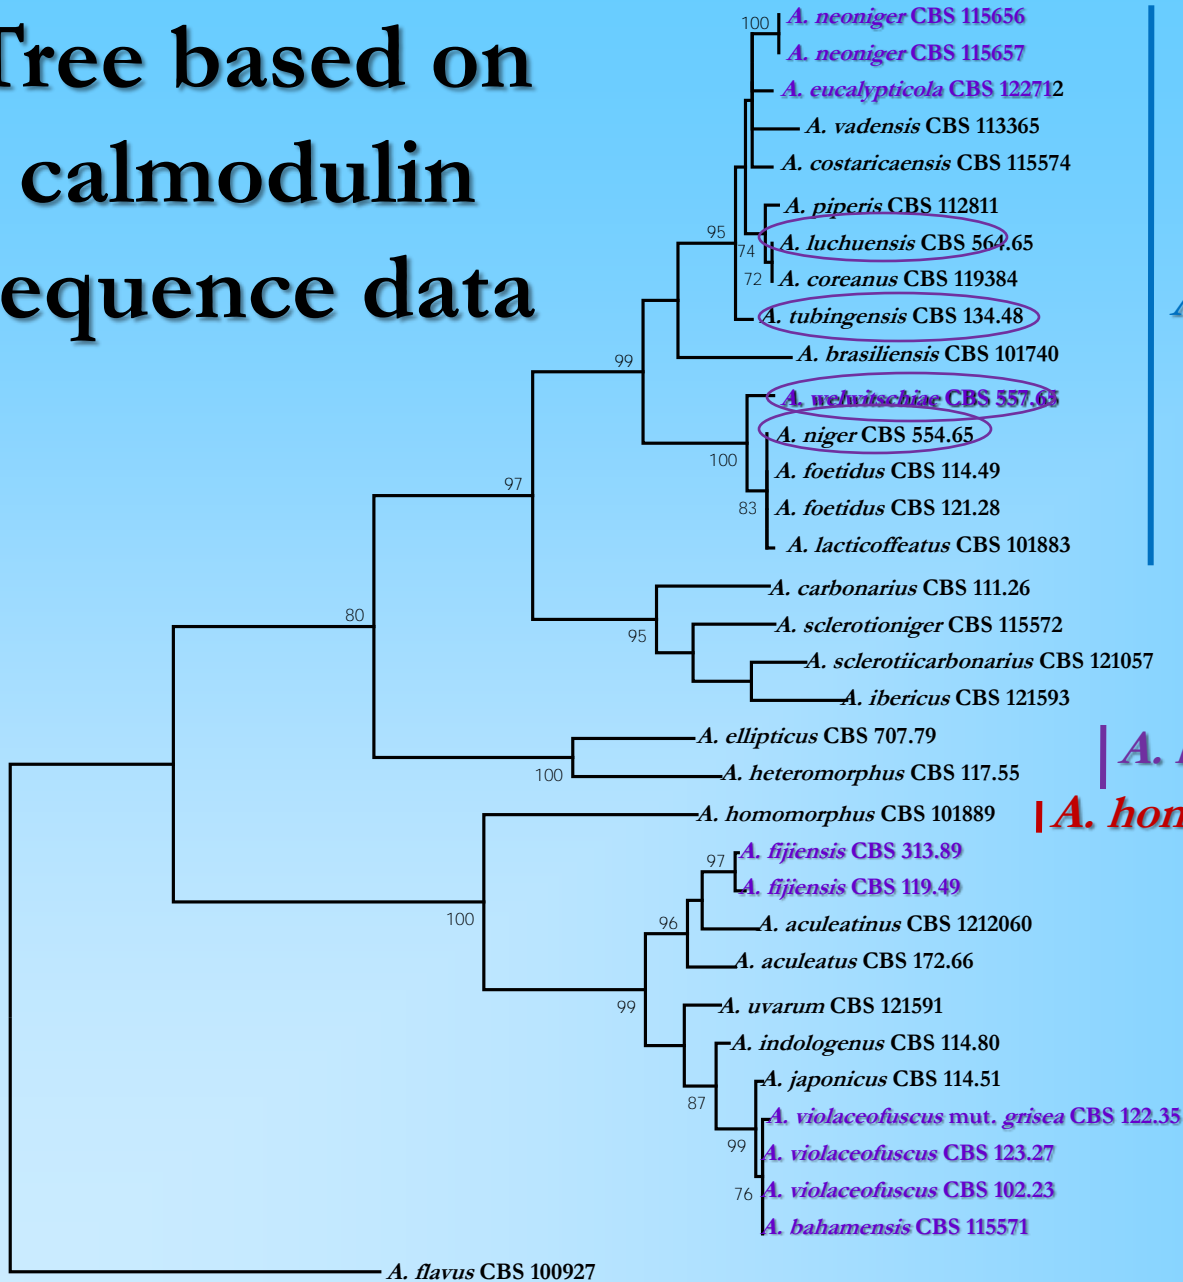 Tree based on
calmodulin
equence data
100
A. neoniger CBS 115656
A. neoniger CBS 115657
A. eucalypticola CBS 122712
A. vadensis CBS 113365
A. costaricaensis CBS 115574
A. piperis CBS 112811
95
74
A. luchuensis CBS 564.65
72
A. coreanus CBS 119384
A. tubingensis CBS 134.48
A. brasiliensis CBS 101740
99
A. welwitschiae CBS 557.65
A. niger CBS 554.65
100
A. foetidus CBS 114.49
97
83
A. foetidus CBS 121.28
A. lacticoffeatus CBS 101883
A. carbonarius CBS 111.26
80
A. sclerotioniger CBS 115572
95
A. sclerotiicarbonarius CBS 121057
A. ibericus CBS 121593
A. ellipticus CBS 707.79
100
A. heteromorphus CBS 117.55
A.
A. homomorphus CBS 101889
A. hom
97
A. fijiensis CBS 313.89
A. fijiensis CBS 119.49
100
96
A. aculeatinus CBS 1212060
A. aculeatus CBS 172.66
99
A. uvarum CBS 121591
A. indologenus CBS 114.80
A. japonicus CBS 114.51
87
A. violaceofuscus mut. grisea CBS 122.35
99
A. violaceofuscus CBS 123.27
76
A. violaceofuscus CBS 102.23
A. bahamensis CBS 115571
A. flavus CBS 100927